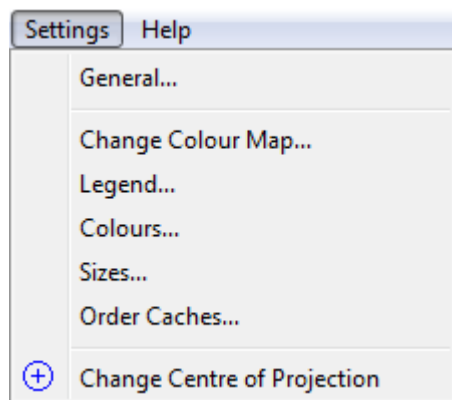 Settings Help
General...
Change Colour Map...
Legend...
Colours...
Sizes...
Order Caches...
Change Centre of Projection